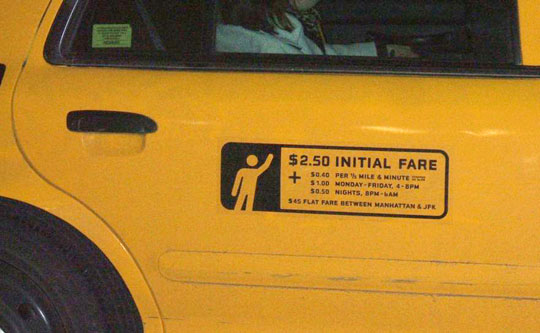 $2.50 INITIAL FARE
+ $0.40 PER ⅕ MILE & MINUTE
$1.00 MONDAY-FRIDAY, 4-8PM
$0.50 NIGHTS, 8PM-6AM
$45 FLAT FARE BETWEEN MANHATTAN & JFK